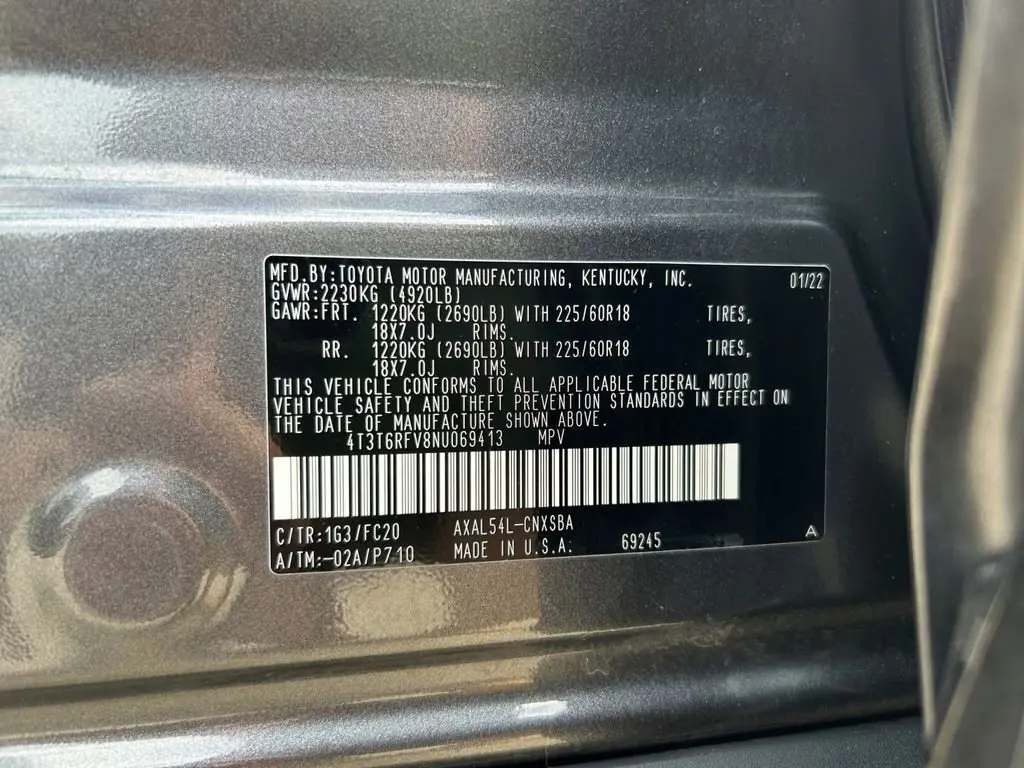 MFD.BY:TOYOTA MOTOR MANUFACTURING, KENTUCKY, INC. 01/22
GVWR:2230KG (4920LB)
GAWR:FRT. 1220KG (2690LB) WITH 225/60R18 TIRES,
18X7.0J RIMS.
RR. 1220KG (2690LB) WITH 225/60R18 TIRES,
18X7.0J RIMS.
THIS VEHICLE CONFORMS TO ALL APPLICABLE FEDERAL MOTOR
VEHICLE SAFETY AND THEFT PREVENTION STANDARDS IN EFFECT ON
THE DATE OF MANUFACTURE SHOWN ABOVE.
4T3T6RFV8NU069413 MPV
C/TR:1G3/FC20 AXAL54L-CNXSBA
A/TM:-02A/P710 MADE IN U.S.A: 69245 A